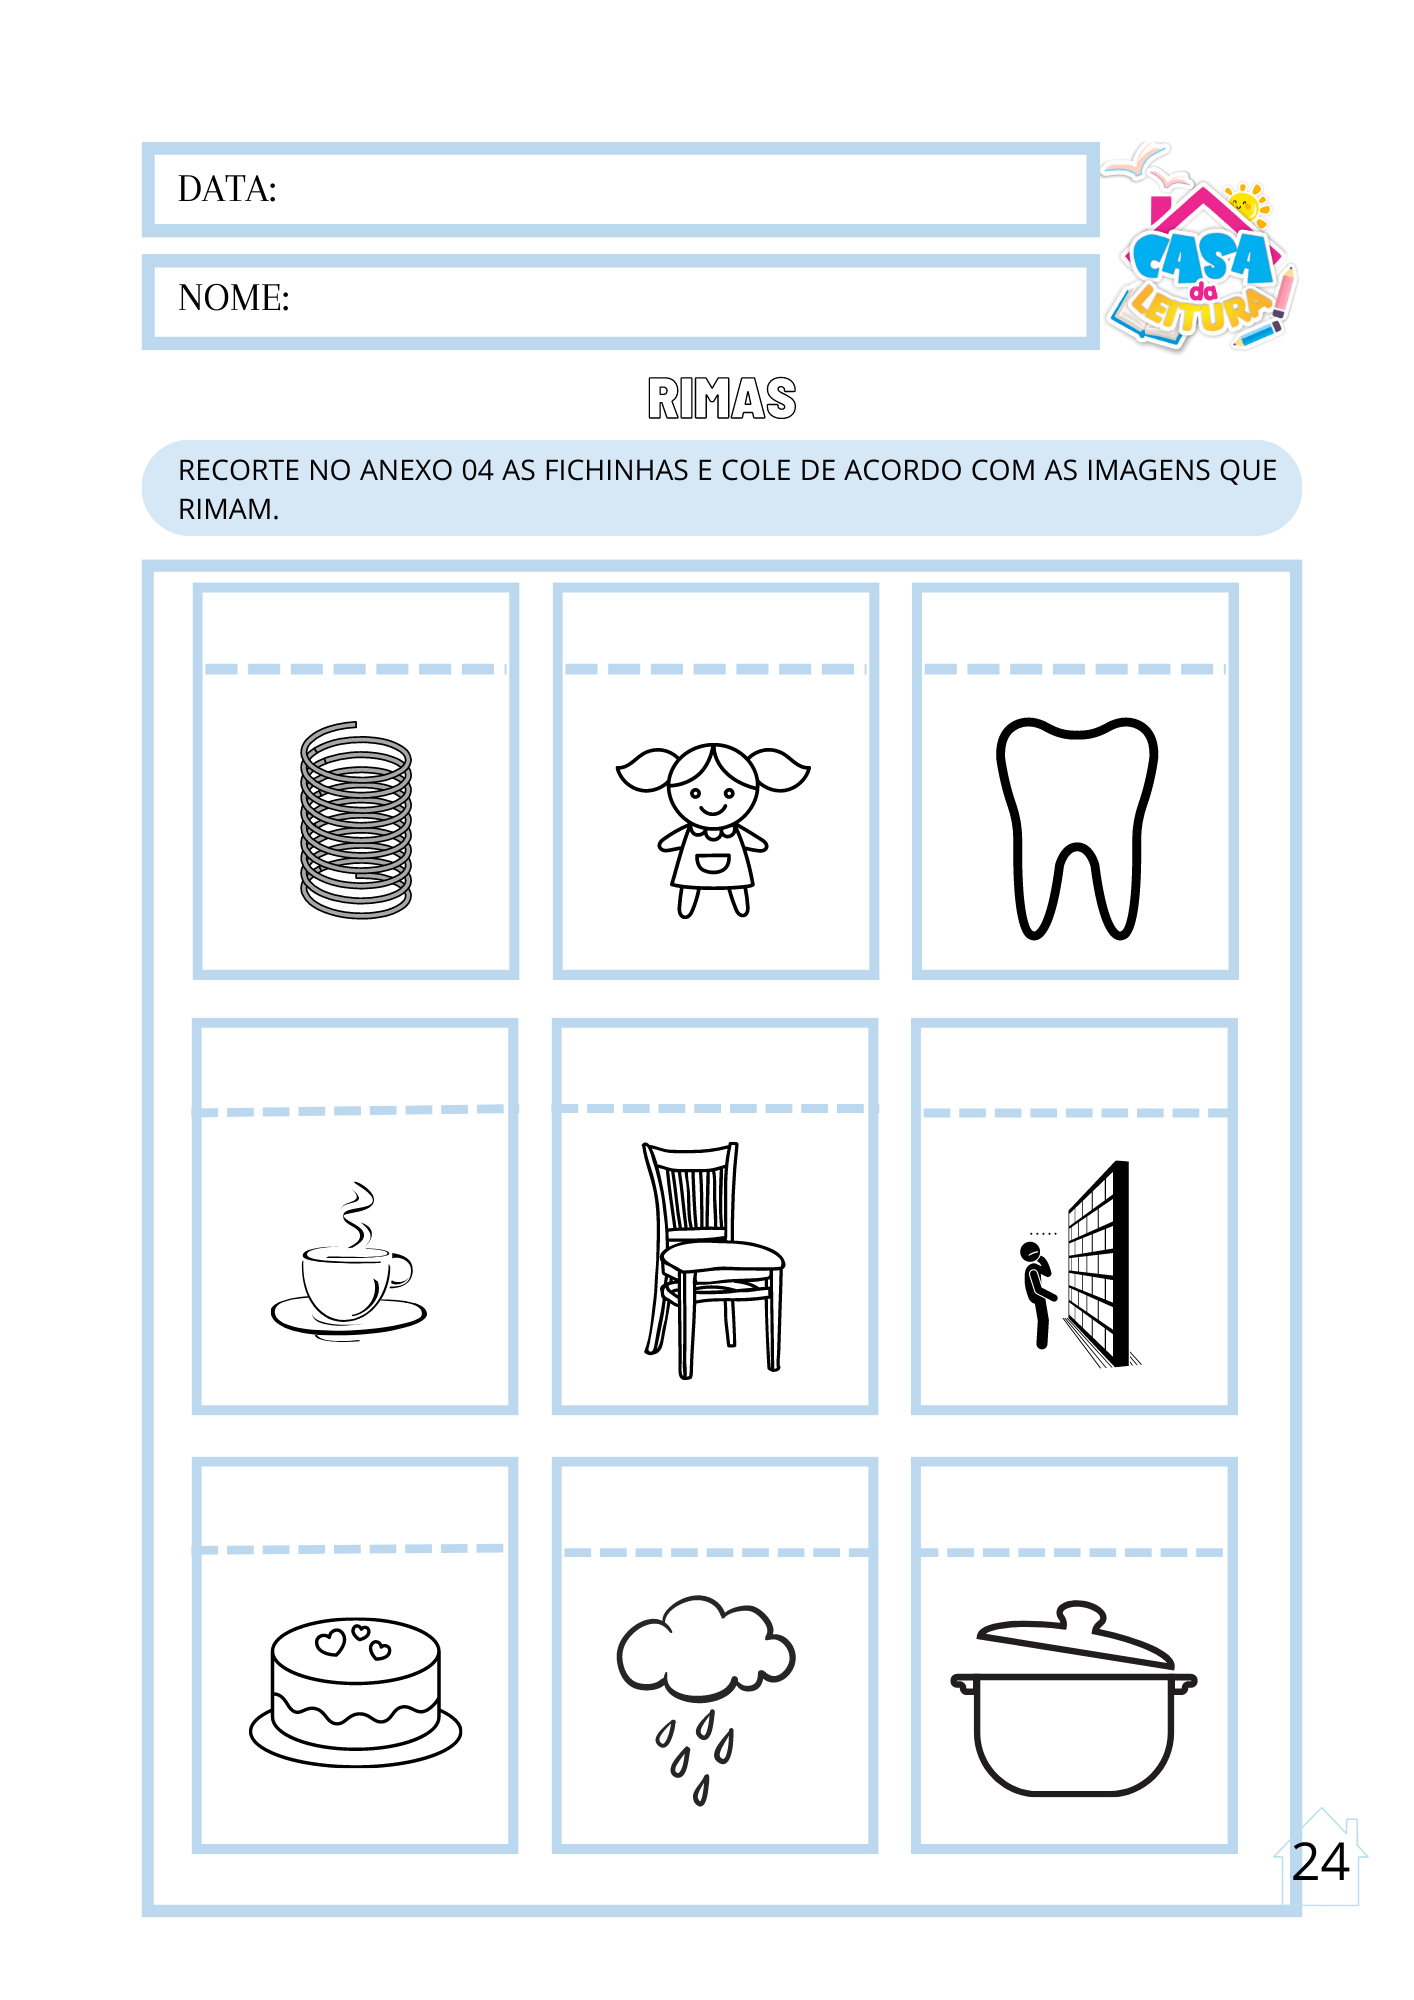 DATA:
NOME:
CASA
da
LEITURA
RIMAS
RECORTE NO ANEXO 04 AS FICHINHAS E COLE DE ACORDO COM AS IMAGENS QUE
RIMAM.
24